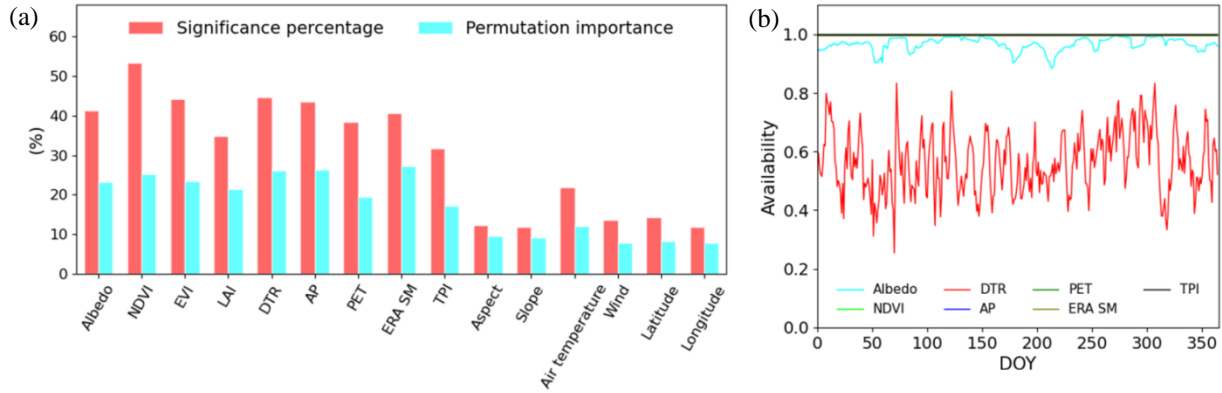 (a)
Significance percentage
Permutation importance
(%)
60
50
40
30
20
10
0
Albedo
NDVI
EVI
LAI
DTR
AP
PET
ERA SM
TPI
Aspect
Slope
Air temperature
Wind
Latitude
Longitude
(b)
Availability
1.0
0.8
0.6
0.4
0.2
0.0
Albedo DTR PET TPI
NDVI AP ERA SM
0 50 100 150 200 250 300 350
DOY